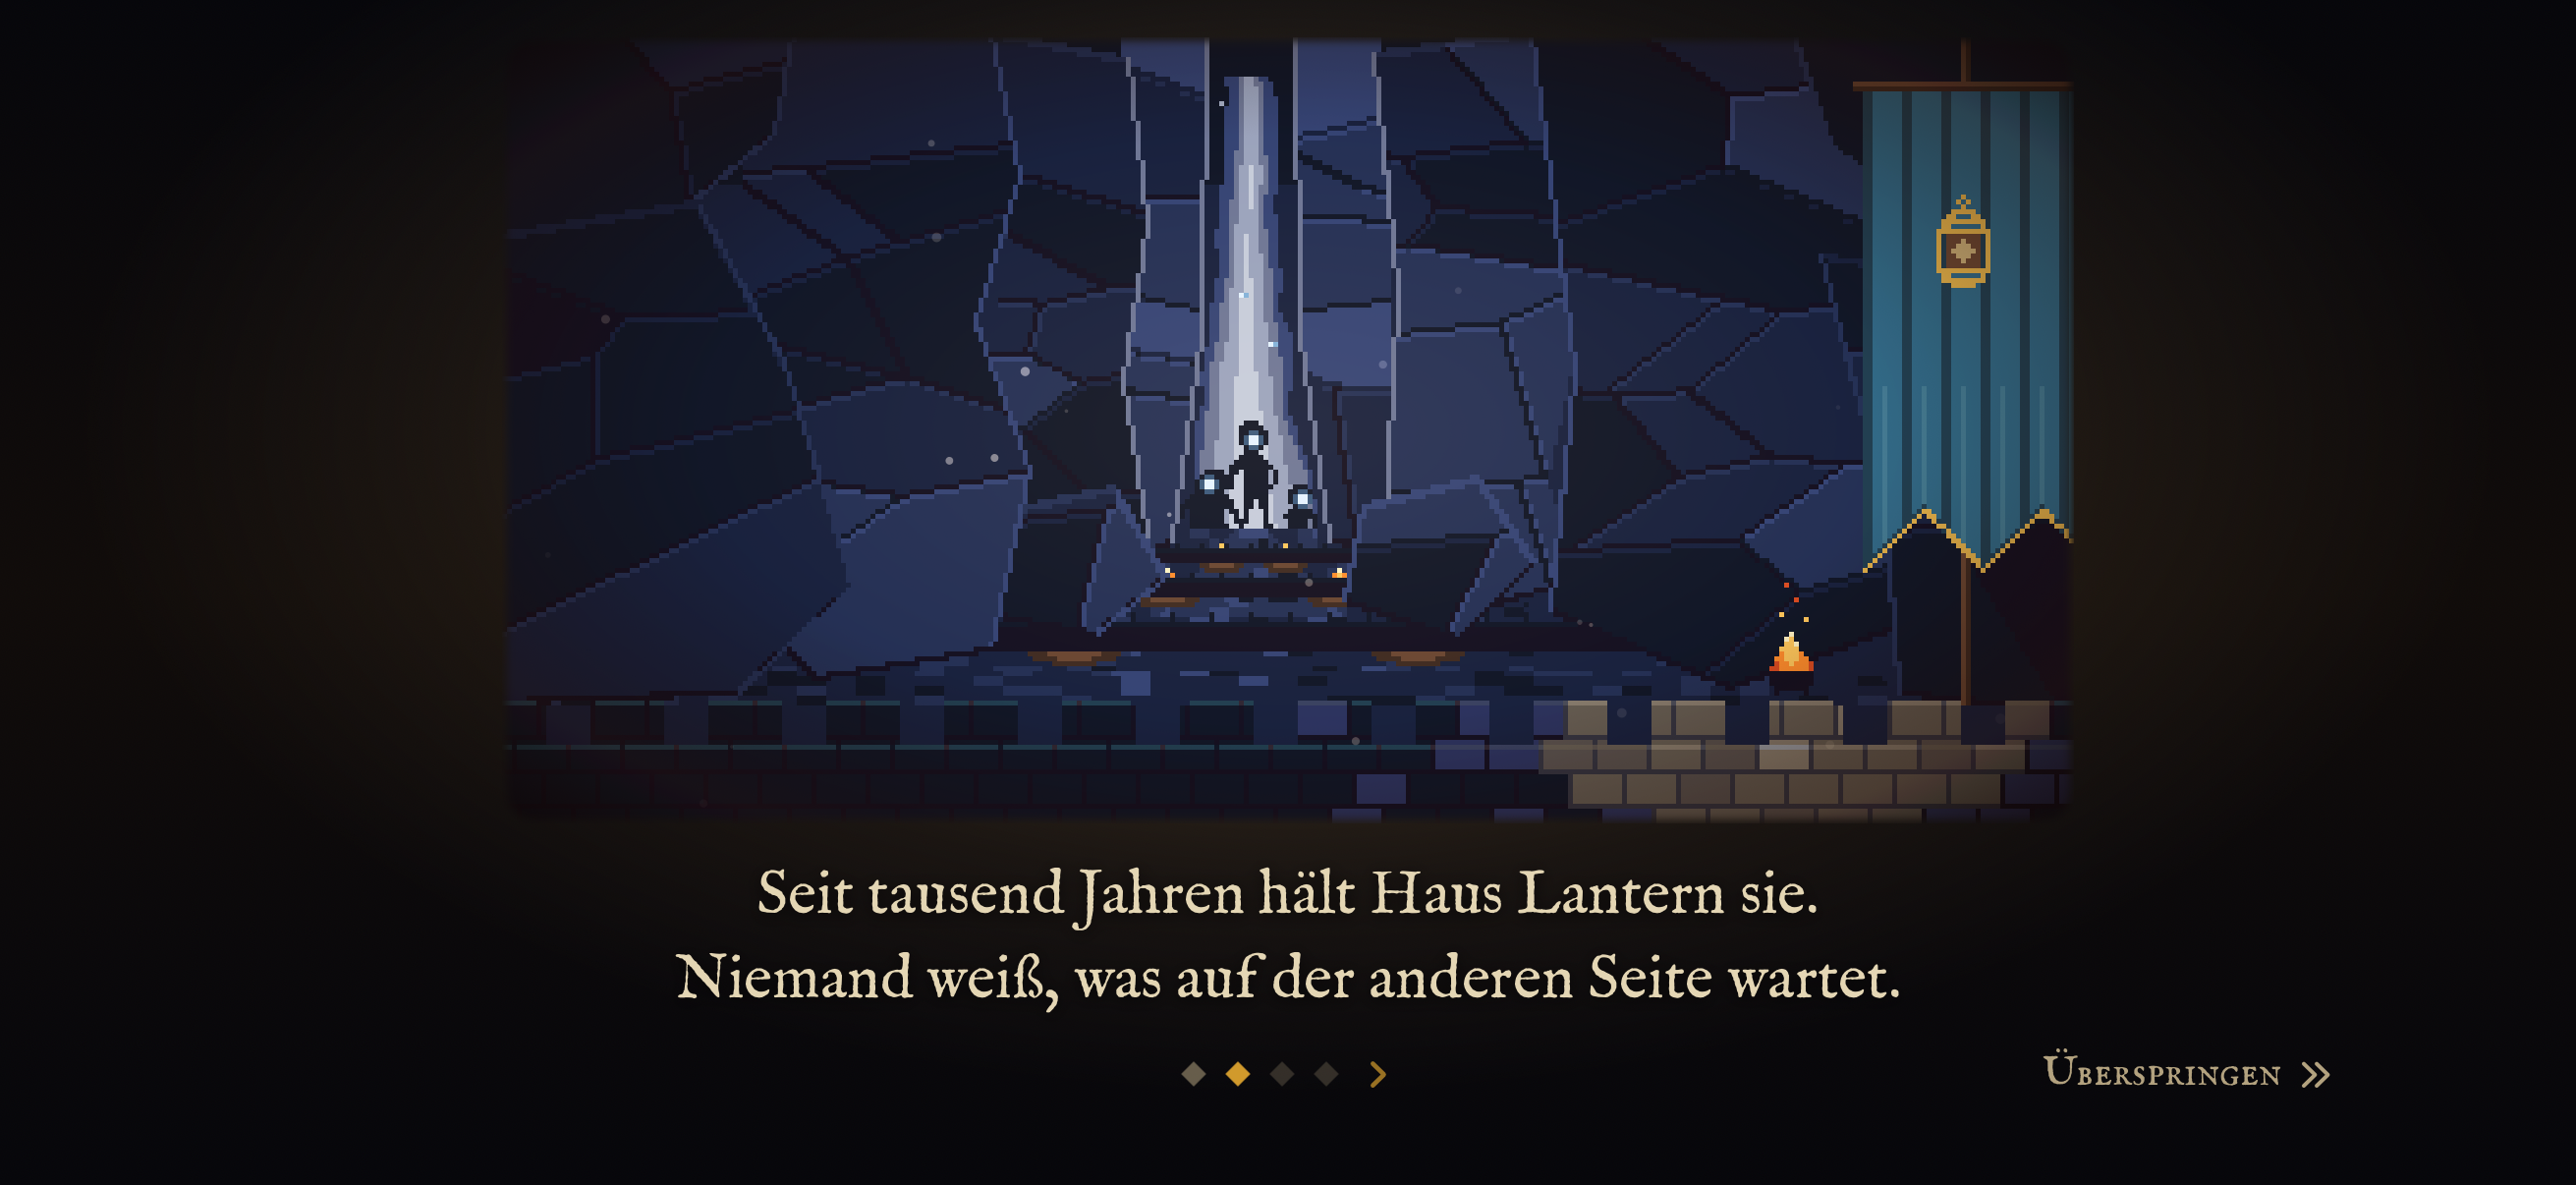 Seit tausend Jahren hält Haus Lantern sie.
Niemand weiß, was auf der anderen Seite wartet.
Überspringen